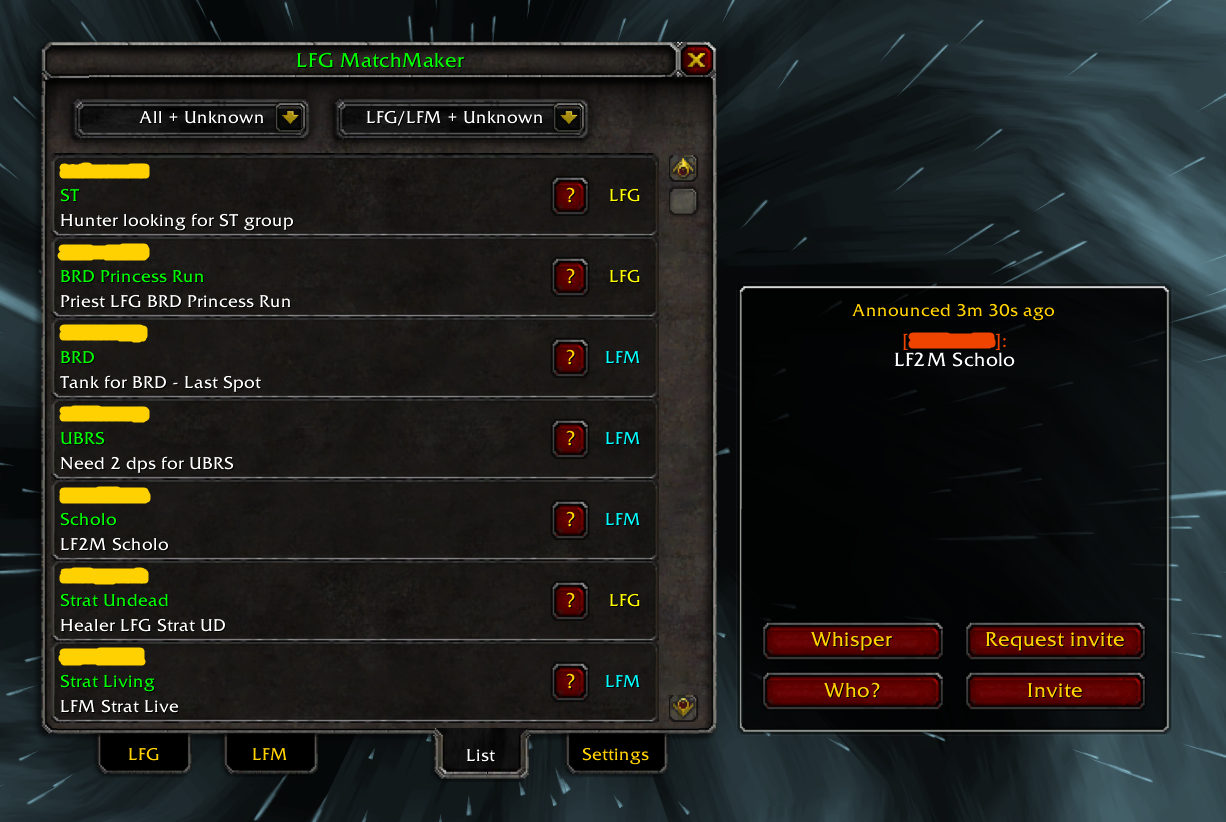 LFG MatchMaker
All + Unknown
LFG/LFM + Unknown
ST
? LFG
Hunter looking for ST group
BRD Princess Run
? LFG
Priest LFG BRD Princess Run
BRD
? LFM
Tank for BRD - Last Spot
UBRS
? LFM
Need 2 dps for UBRS
Scholo
? LFM
LF2M Scholo
Strat Undead
? LFG
Healer LFG Strat UD
Strat Living
? LFM
LFM Strat Live
LFG
LFM
List
Settings
Announced 3m 30s ago
[ ]:
LF2M Scholo
Whisper
Request invite
Who?
Invite